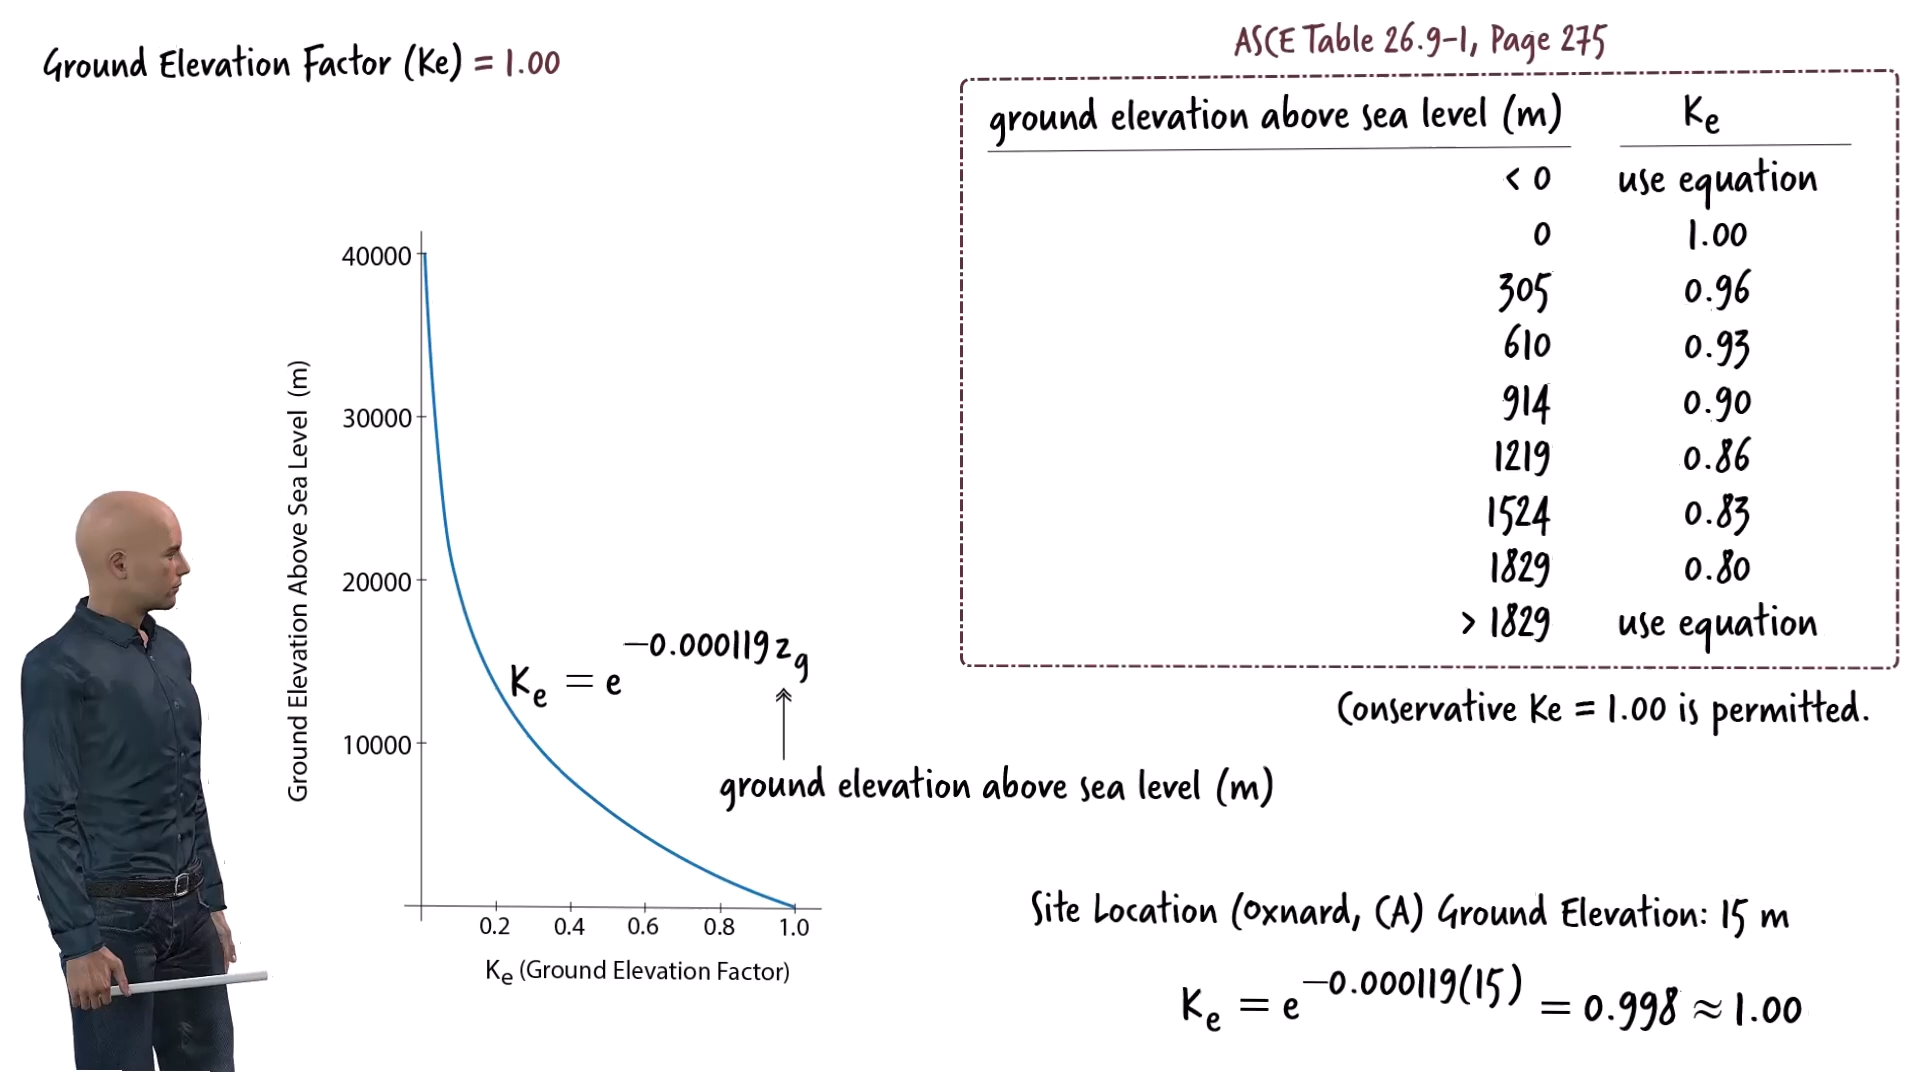 Ground Elevation Factor (Ke) = 1.00
ASCE Table 26.9-1, Page 275
ground elevation above sea level (m) Ke
< 0 use equation
0 1.00
305 0.96
610 0.93
914 0.90
1219 0.86
1524 0.83
1829 0.80
> 1829 use equation
Conservative Ke = 1.00 is permitted.
Ground Elevation Above Sea Level (m)
40000
30000
20000
10000
0.2 0.4 0.6 0.8 1.0
Ke (Ground Elevation Factor)
Ke = e^−0.000119 zg
ground elevation above sea level (m)
Site Location (Oxnard, CA) Ground Elevation: 15 m
Ke = e^−0.000119(15) = 0.998 ≈ 1.00